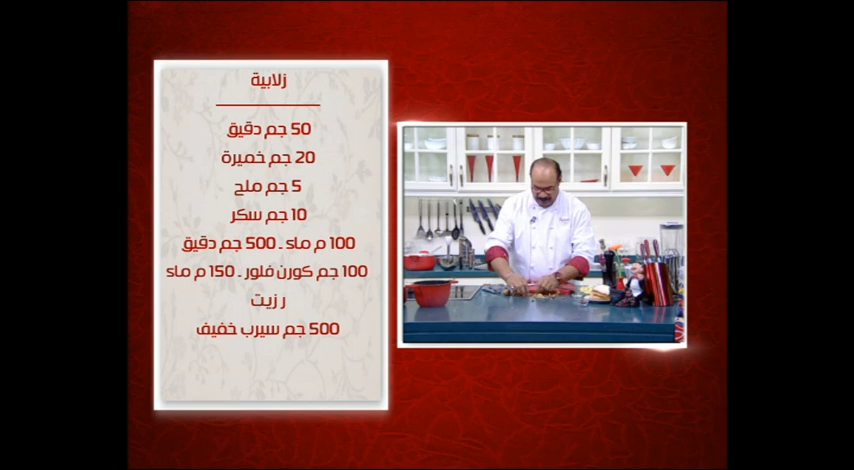 زلابية
50 جم دقيق
20 جم خميرة
5 جم ملح
10 جم سكر
100 م ماء ـ 500 جم دقيق
100 جم كورن فلور ـ 150 م ماء
ر زيت
500 جم سيرب خفيف